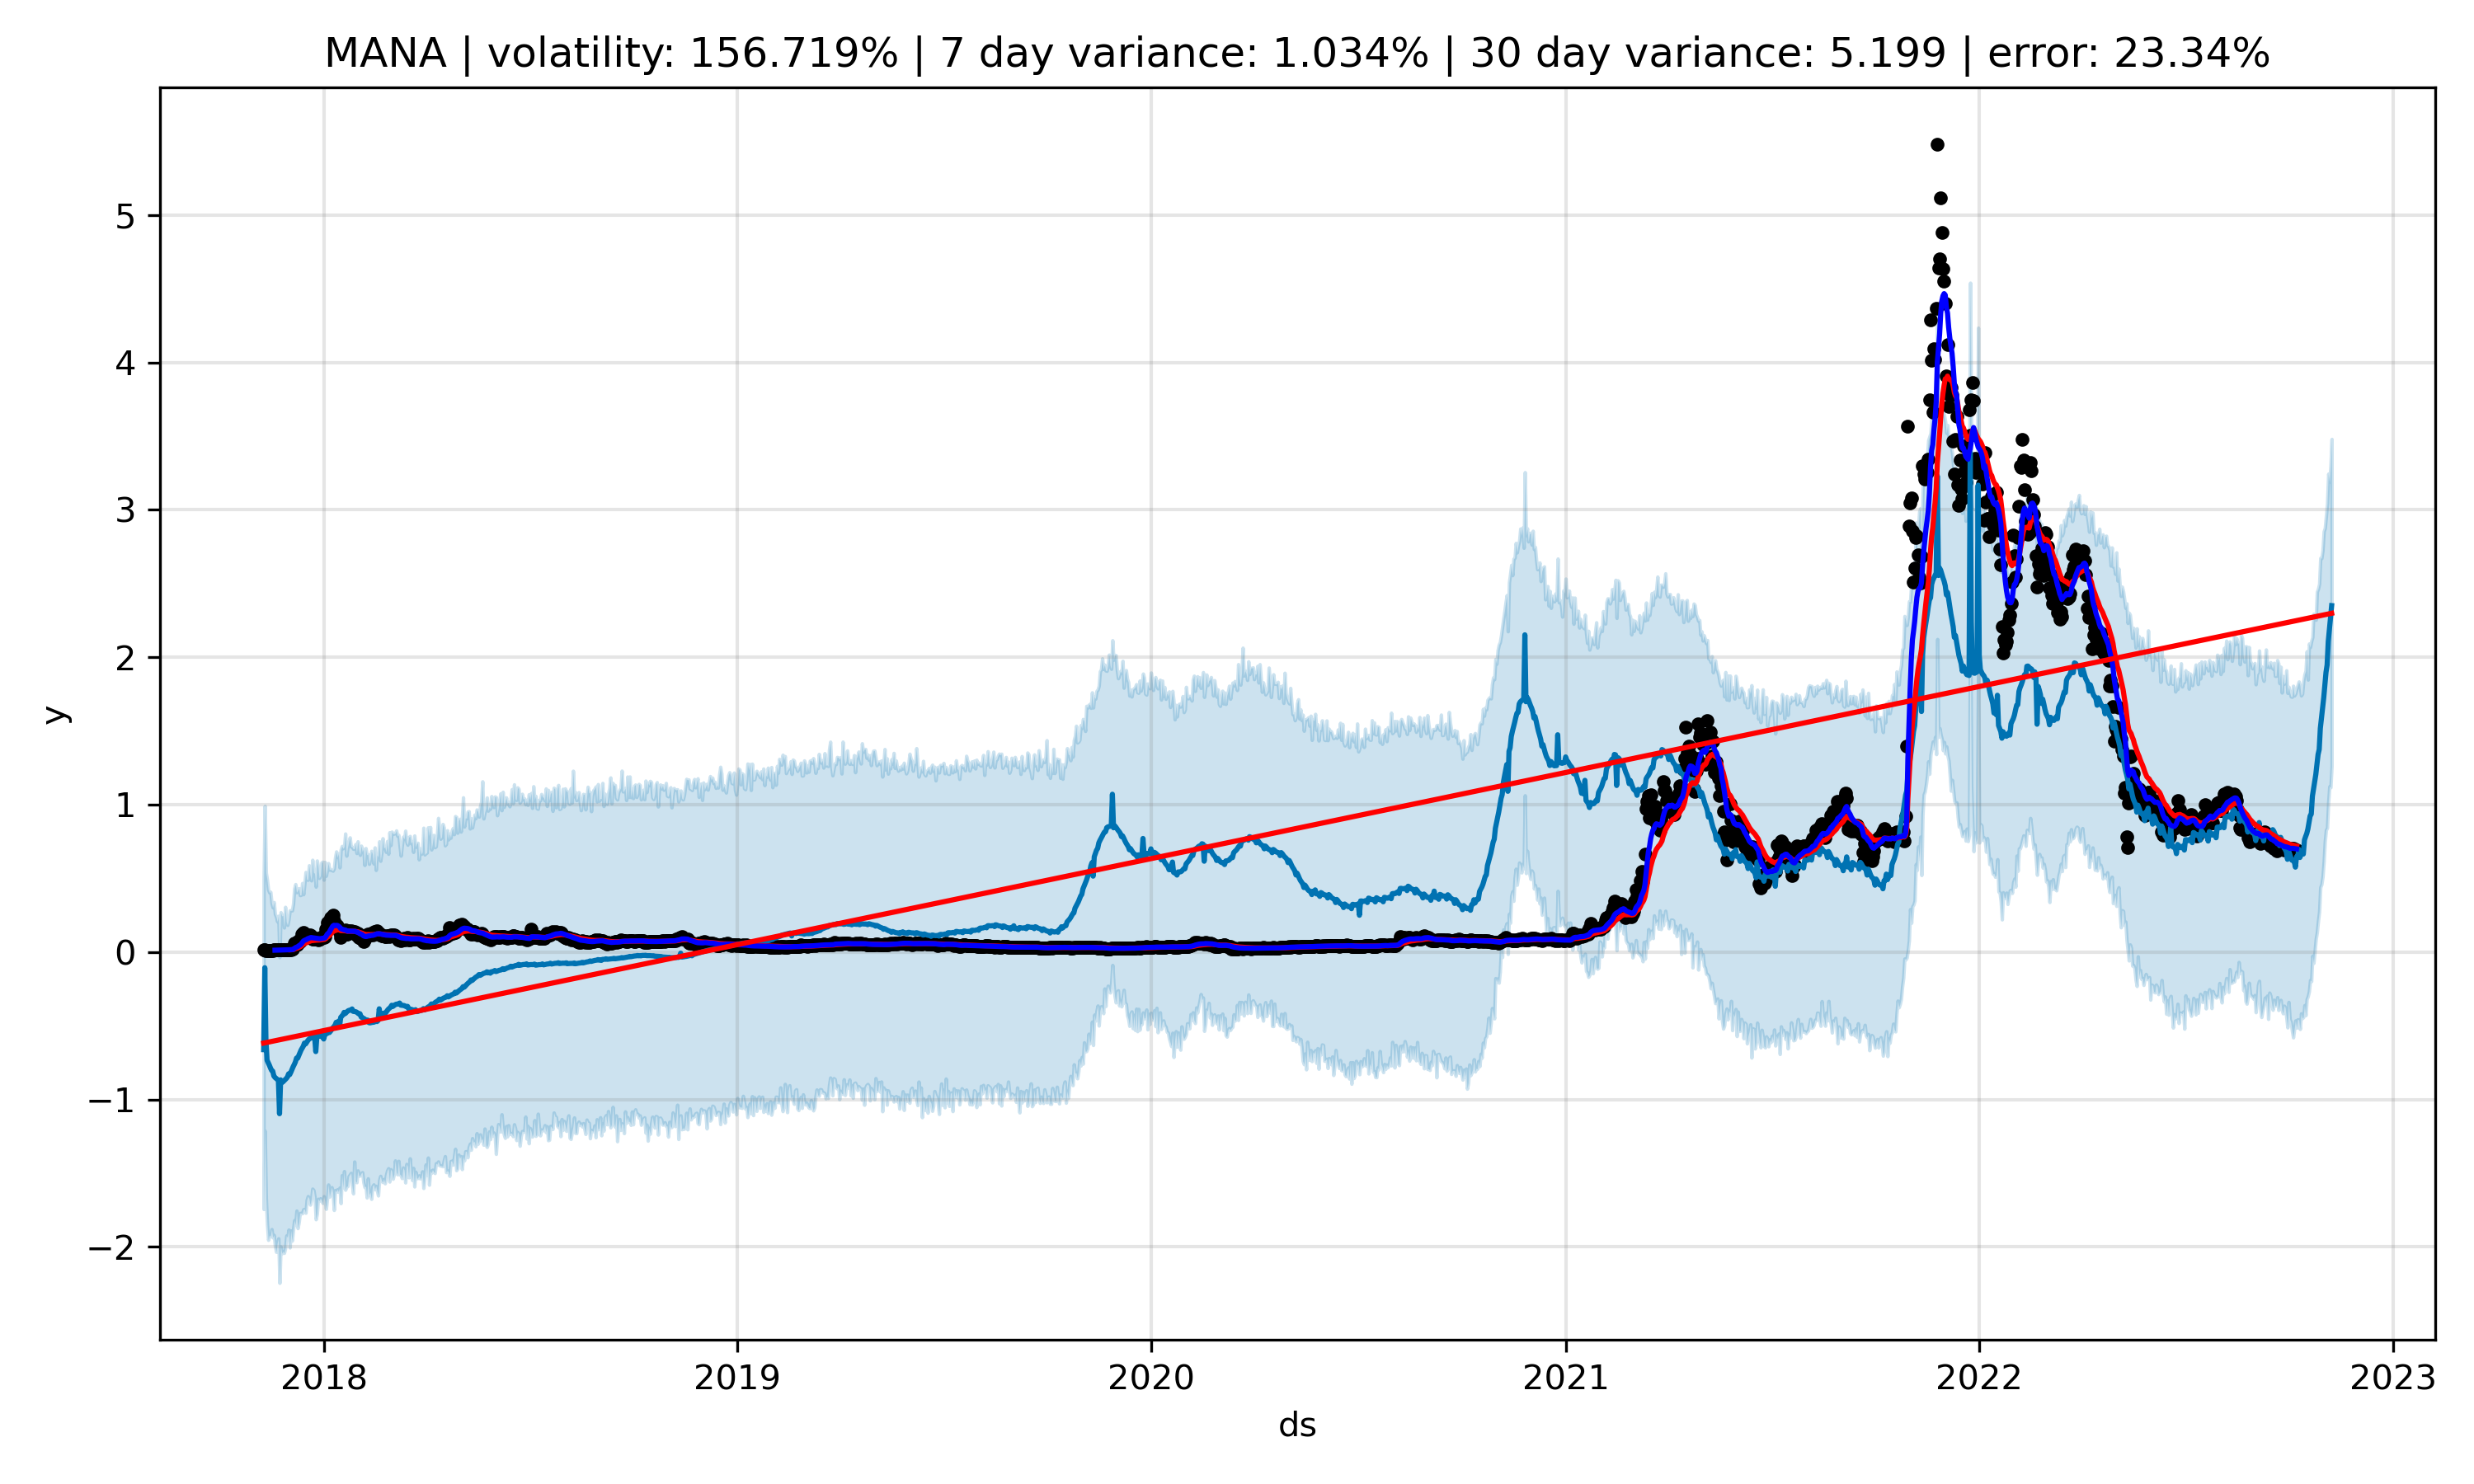 MANA | volatility: 156.719% | 7 day variance: 1.034% | 30 day variance: 5.199 | error: 23.34%
y
5
4
3
2
1
0
−1
−2
2018 2019 2020 2021 2022 2023
ds